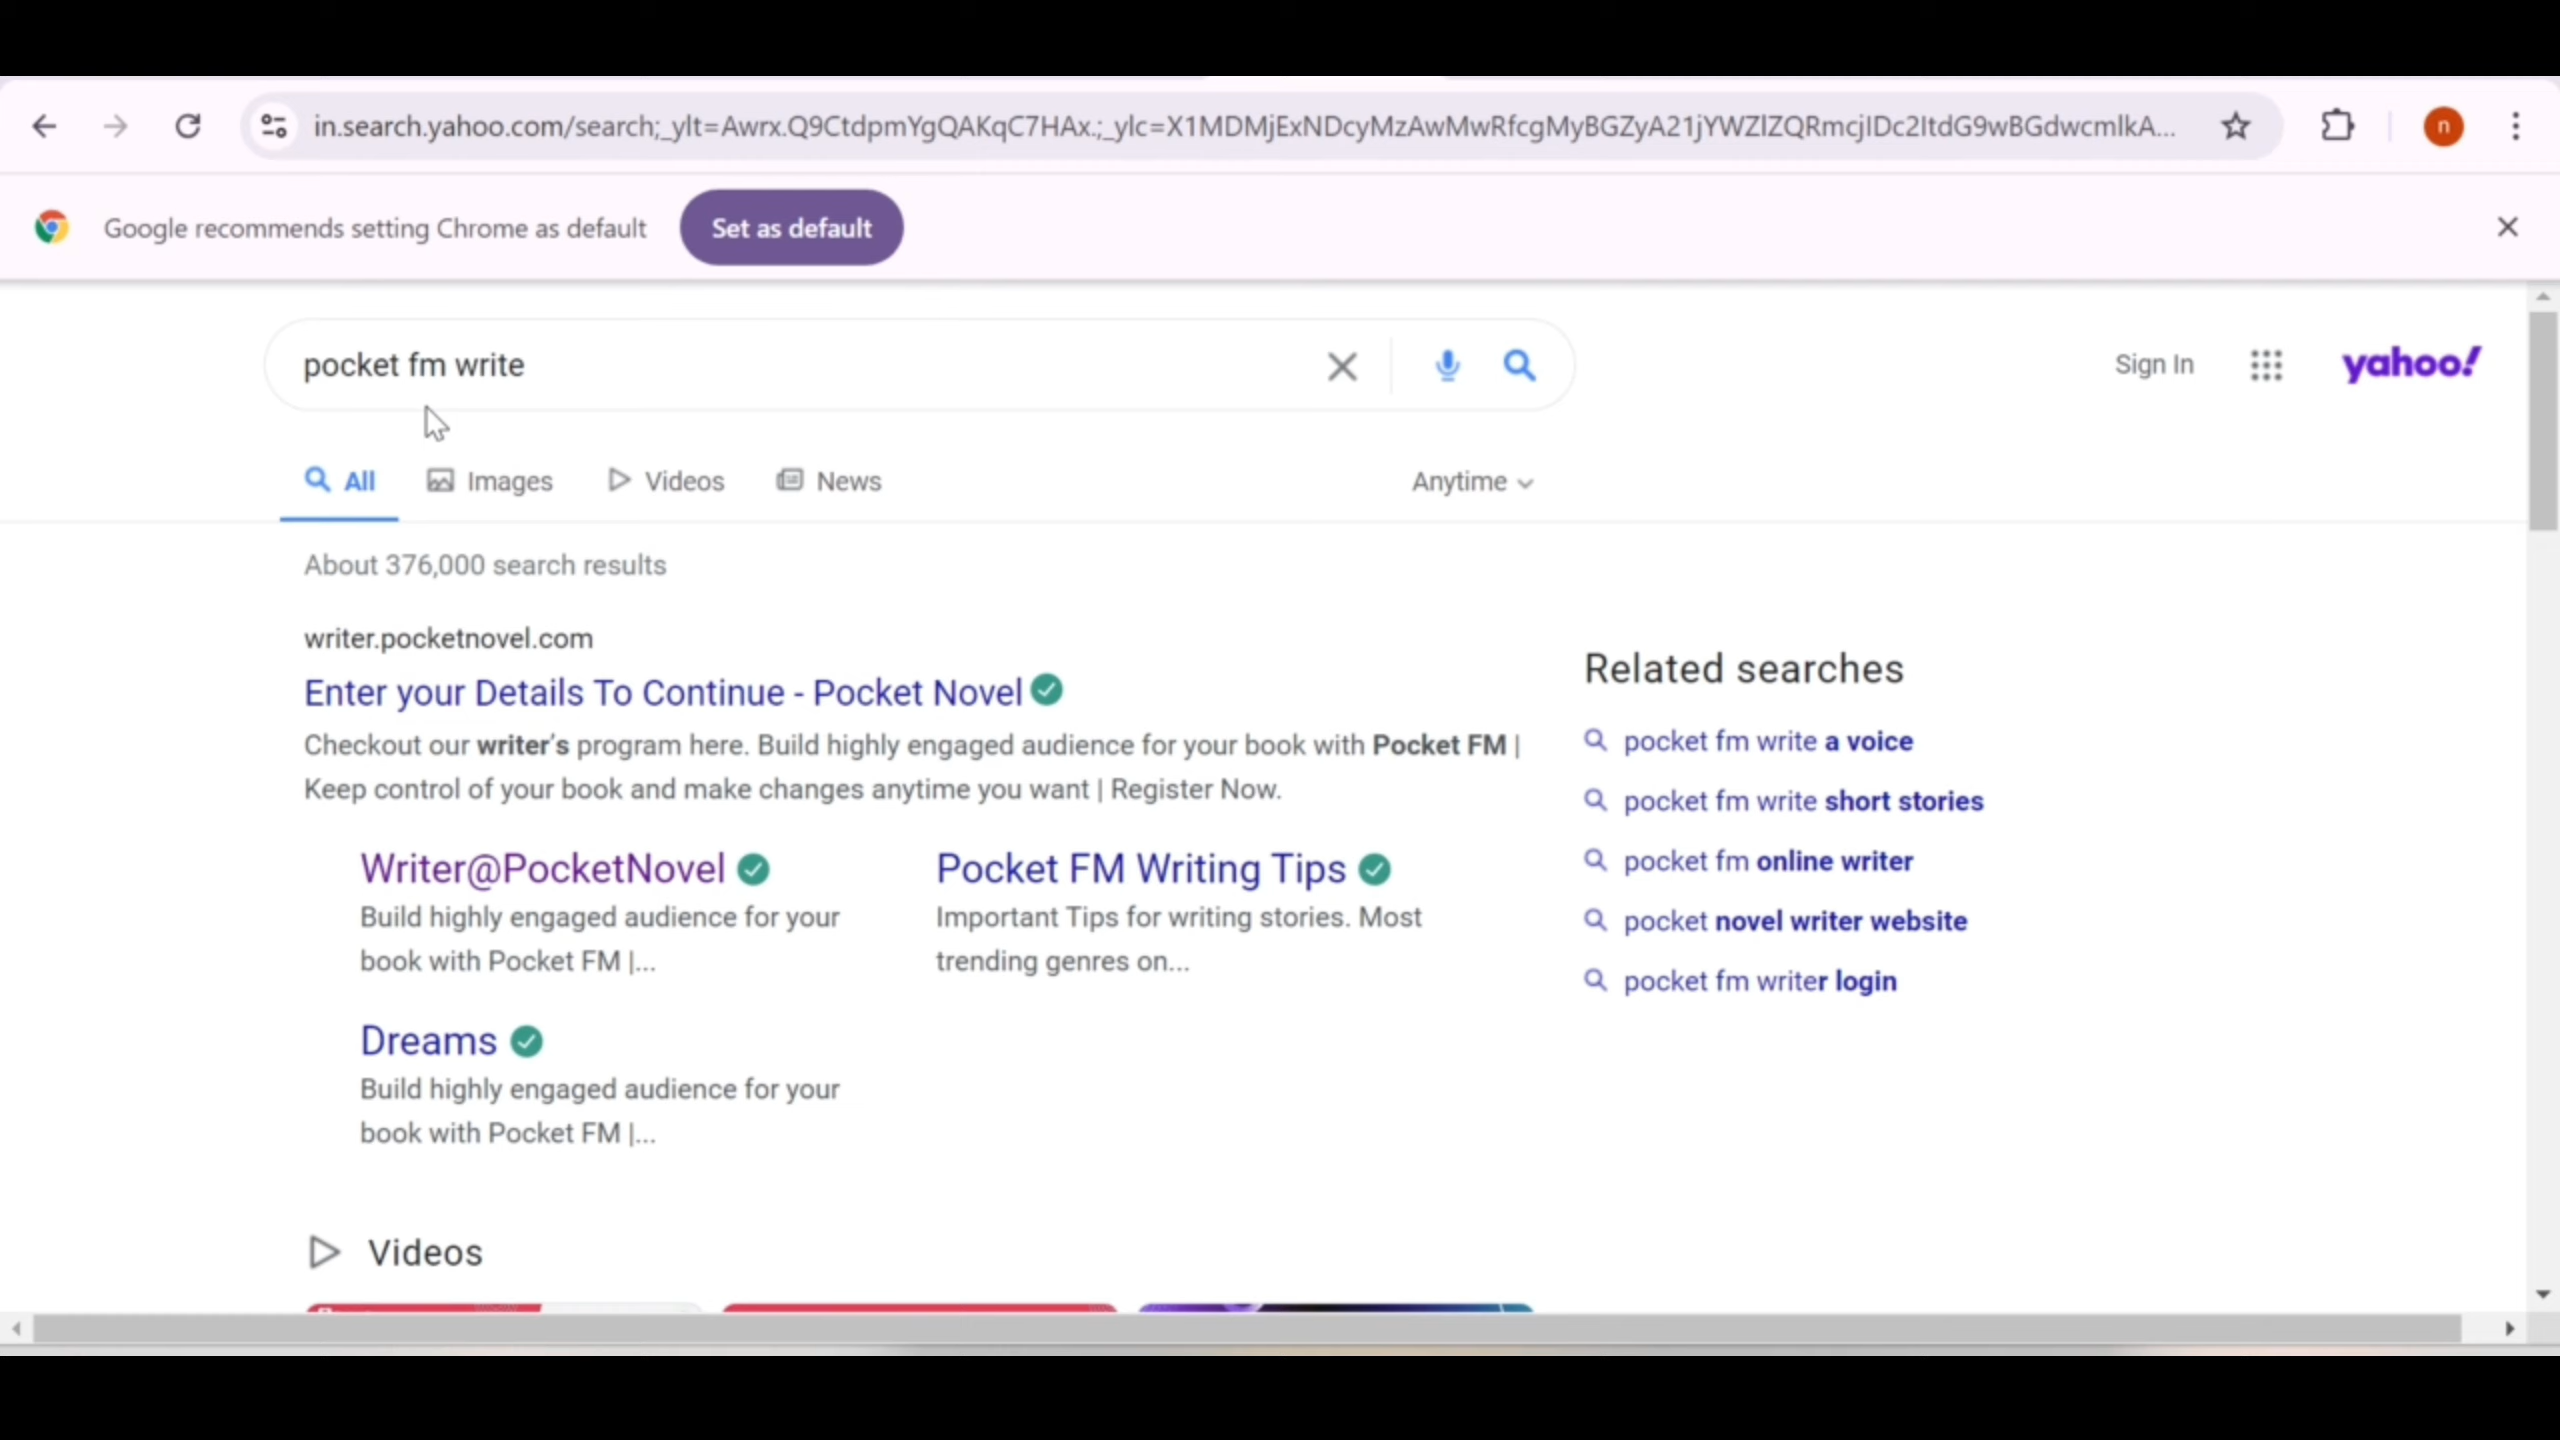 in.search.yahoo.com/search;_ylt=Awrx.Q9CtdpmYgQAKqC7HAx.;_ylc=X1MDMjExNDcyMzAwMwRfcgMyBGZyA21jYWZlZQRmcjIDc2ItdG9wBGdwcmlkA...
n
Google recommends setting Chrome as default
Set as default
pocket fm write
Sign In
yahoo!
All
Images
Videos
News
Anytime
About 376,000 search results
writer.pocketnovel.com
Enter your Details To Continue - Pocket Novel
Checkout our writer's program here. Build highly engaged audience for your book with Pocket FM |
Keep control of your book and make changes anytime you want | Register Now.
Writer@PocketNovel
Build highly engaged audience for your
book with Pocket FM |...
Pocket FM Writing Tips
Important Tips for writing stories. Most
trending genres on...
Dreams
Build highly engaged audience for your
book with Pocket FM |...
Related searches
pocket fm write a voice
pocket fm write short stories
pocket fm online writer
pocket novel writer website
pocket fm writer login
Videos